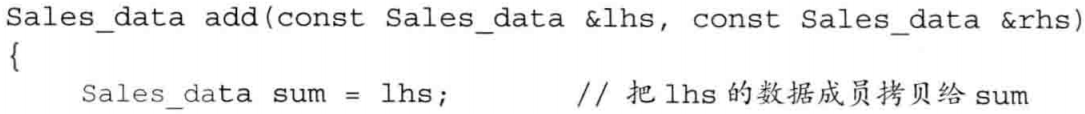 Sales_data add(const Sales_data &lhs, const Sales_data &rhs)
{
    Sales_data sum = lhs;        // 把 lhs 的数据成员拷贝给 sum